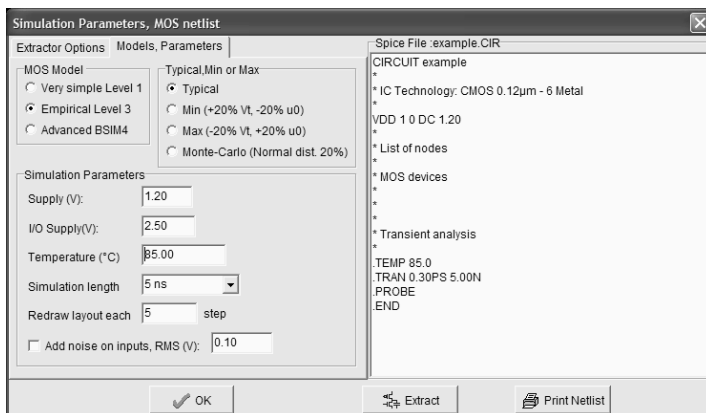 Simulation Parameters, MOS netlist
Extractor Options Models, Parameters
MOS Model
Very simple Level 1
Empirical Level 3
Advanced BSIM4
Typical,Min or Max
Typical
Min (+20% Vt, -20% u0)
Max (-20% Vt, +20% u0)
Monte-Carlo (Normal dist. 20%)
Simulation Parameters
Supply (V): 1.20
I/O Supply(V): 2.50
Temperature (°C) 85.00
Simulation length 5 ns
Redraw layout each 5 step
Add noise on inputs, RMS (V): 0.10
Spice File :example.CIR
CIRCUIT example
*
* IC Technology: CMOS 0.12µm - 6 Metal
*
VDD 1 0 DC 1.20
*
* List of nodes
*
* MOS devices
*
*
*
* Transient analysis
*
.TEMP 85.0
.TRAN 0.30PS 5.00N
.PROBE
.END
OK
Extract
Print Netlist